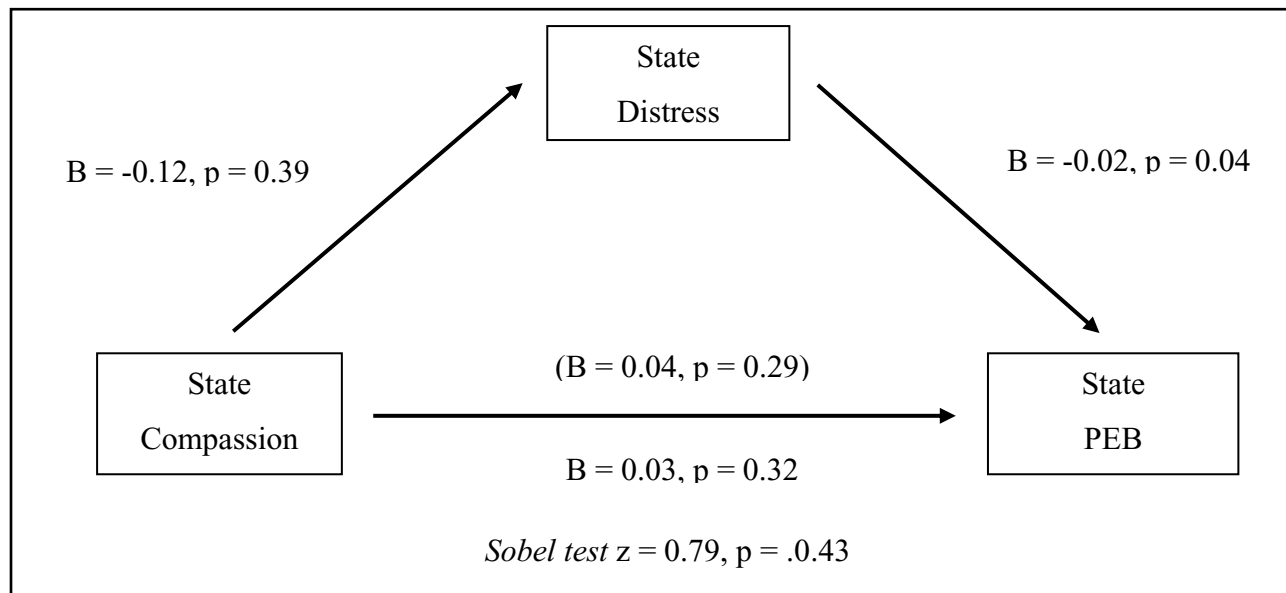 State
Distress
B = -0.12, p = 0.39
B = -0.02, p = 0.04
State
Compassion
(B = 0.04, p = 0.29)
B = 0.03, p = 0.32
State
PEB
Sobel test z = 0.79, p = .0.43